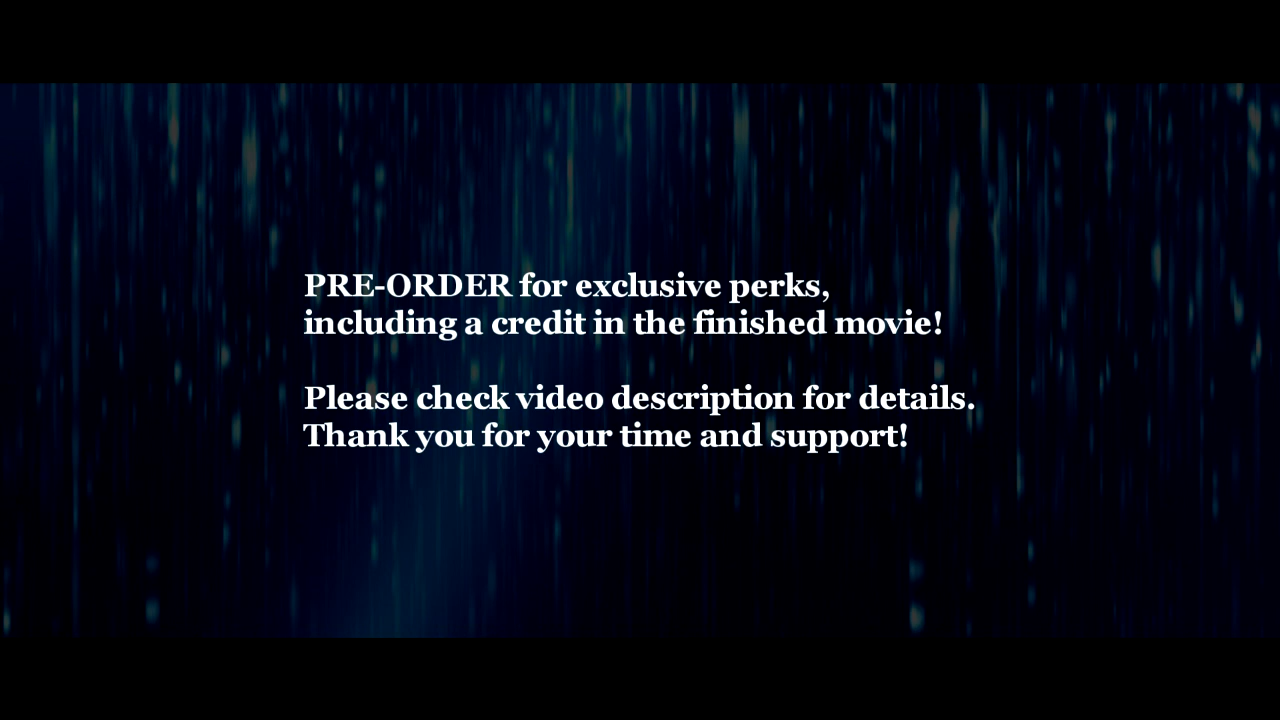 PRE-ORDER for exclusive perks,
including a credit in the finished movie!
Please check video description for details.
Thank you for your time and support!